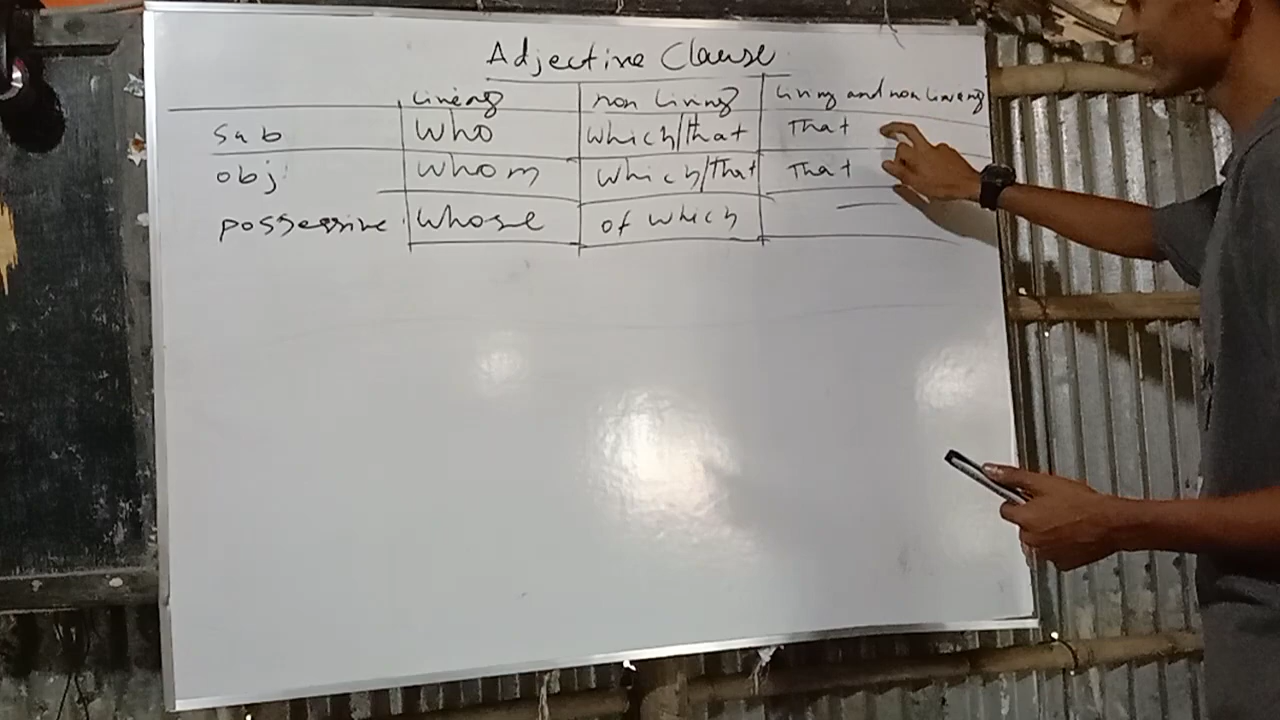 Adjective Clause
Living non Living Living and non Living
Sub Who Which/That That
obj Whom Which/That That
possessive Whose of which —